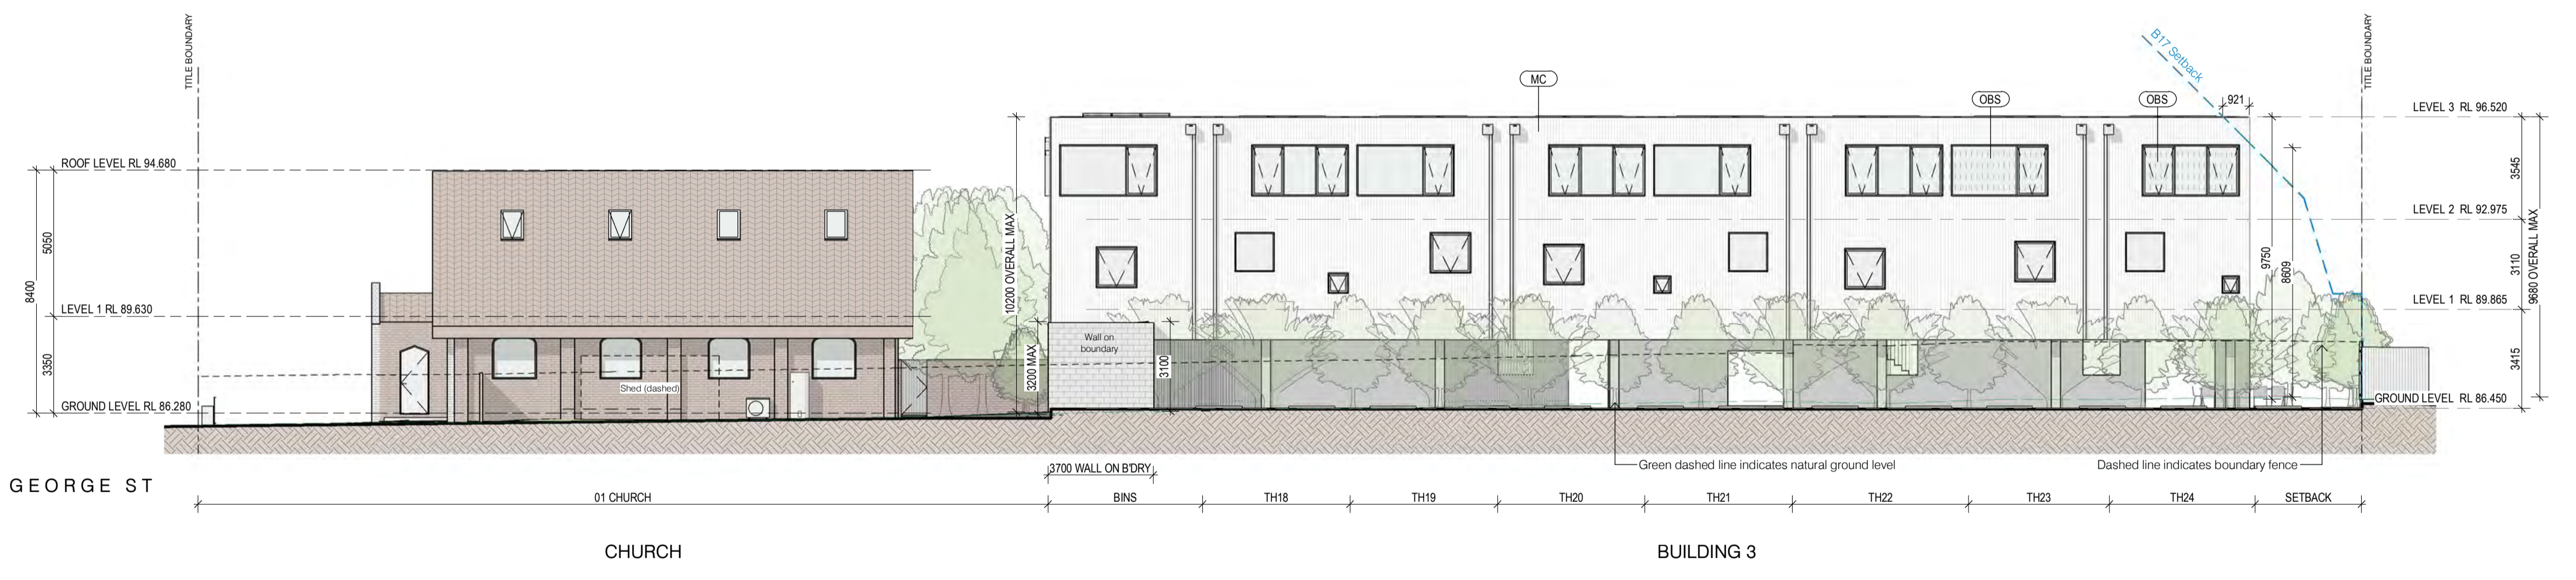 TITLE BOUNDARY
ROOF LEVEL RL 94.680
5050
8400
LEVEL 1 RL 89.630
3350
GROUND LEVEL RL 86.280
Shed (dashed)
10200 OVERALL MAX
3200 MAX
Wall on
boundary
3100
MC
OBS
OBS
B17 Setback
921
TITLE BOUNDARY
LEVEL 3 RL 96.520
3545
LEVEL 2 RL 92.975
9750
8609
3110
9680 OVERALL MAX
LEVEL 1 RL 89.865
3415
GROUND LEVEL RL 86.450
3700 WALL ON B'DRY
Green dashed line indicates natural ground level
Dashed line indicates boundary fence
GEORGE ST
01 CHURCH
BINS
TH18
TH19
TH20
TH21
TH22
TH23
TH24
SETBACK
CHURCH
BUILDING 3